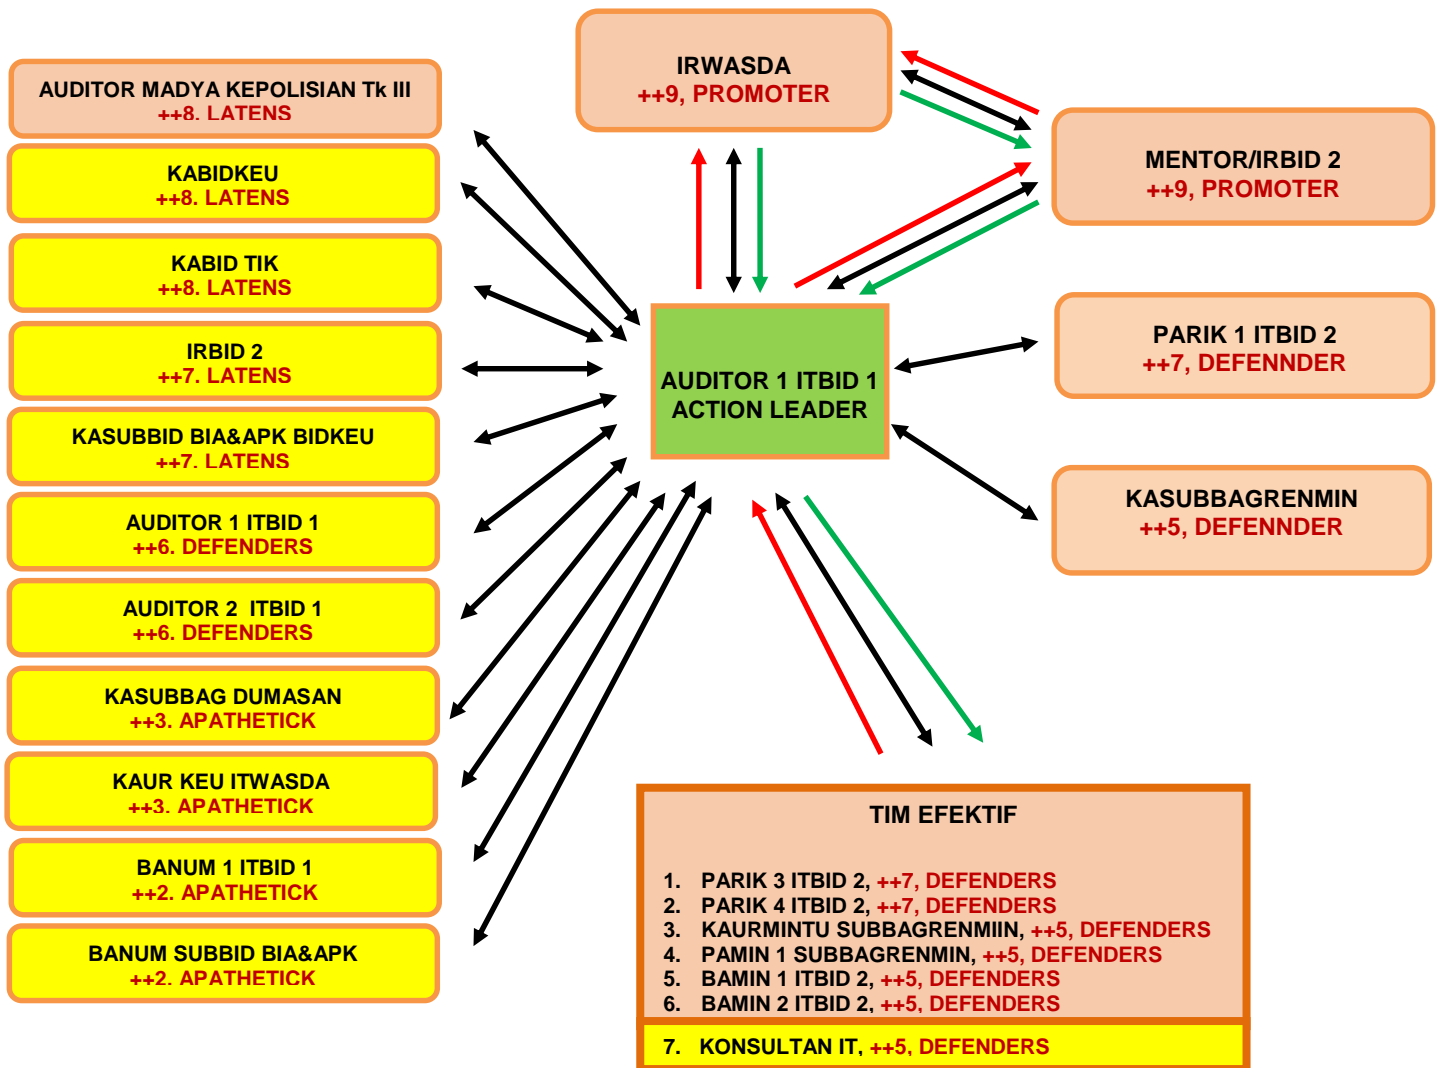 IRWASDA
++9, PROMOTER
AUDITOR MADYA KEPOLISIAN Tk III
++8. LATENS
KABIDKEU
++8. LATENS
KABID TIK
++8. LATENS
IRBID 2
++7. LATENS
KASUBBID BIA&APK BIDKEU
++7. LATENS
AUDITOR 1 ITBID 1
++6. DEFENDERS
AUDITOR 2 ITBID 1
++6. DEFENDERS
KASUBBAG DUMASAN
++3. APATHETICK
KAUR KEU ITWASDA
++3. APATHETICK
BANUM 1 ITBID 1
++2. APATHETICK
BANUM SUBBID BIA&APK
++2. APATHETICK
AUDITOR 1 ITBID 1
ACTION LEADER
MENTOR/IRBID 2
++9, PROMOTER
PARIK 1 ITBID 2
++7, DEFENNDER
KASUBBAGRENMIN
++5, DEFENNDER
TIM EFEKTIF
1. PARIK 3 ITBID 2, ++7, DEFENDERS
2. PARIK 4 ITBID 2, ++7, DEFENDERS
3. KAURMINTU SUBBAGRENMIIN, ++5, DEFENDERS
4. PAMIN 1 SUBBAGRENMIN, ++5, DEFENDERS
5. BAMIN 1 ITBID 2, ++5, DEFENDERS
6. BAMIN 2 ITBID 2, ++5, DEFENDERS
7. KONSULTAN IT, ++5, DEFENDERS